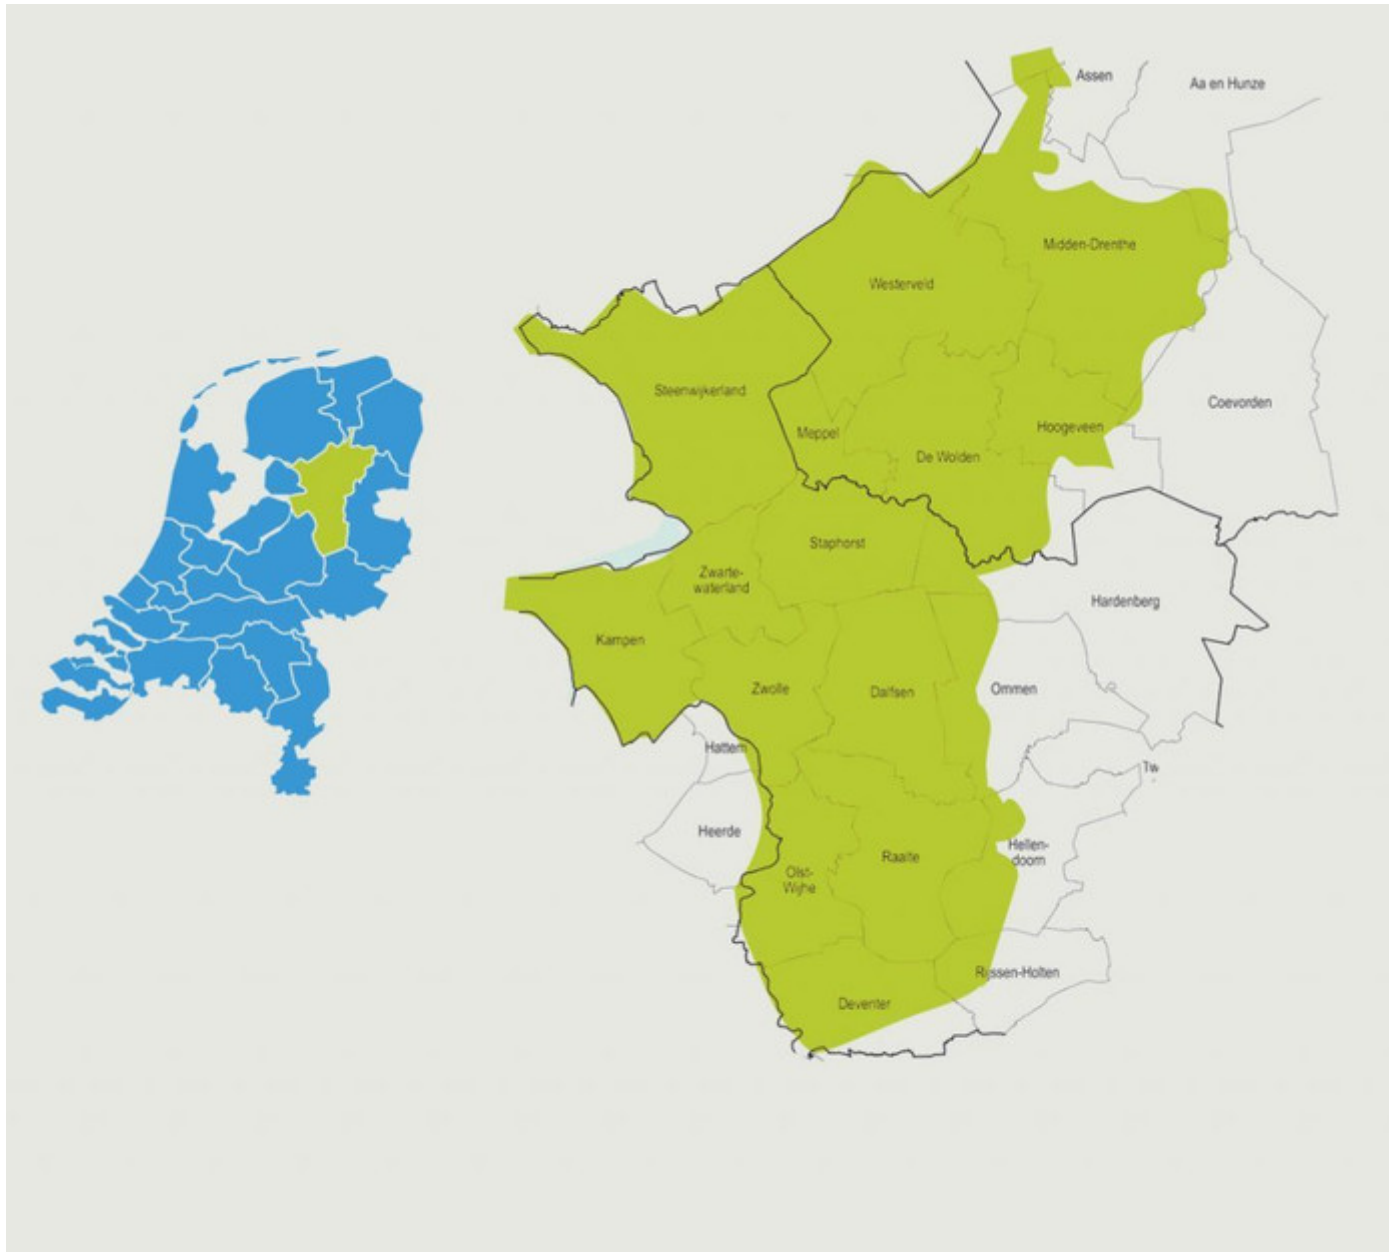 Assen
Aa en Hunze
Midden-Drenthe
Westerveld
Steenwijkerland
Coevorden
Meppel
Hoogeveen
De Wolden
Staphorst
Zwarte-
waterland
Hardenberg
Kampen
Zwolle
Dalfsen
Ommen
Hattem
Tw
Heerde
Hellen-
doorn
Raalte
Olst-
Wijhe
Rijssen-Holten
Deventer